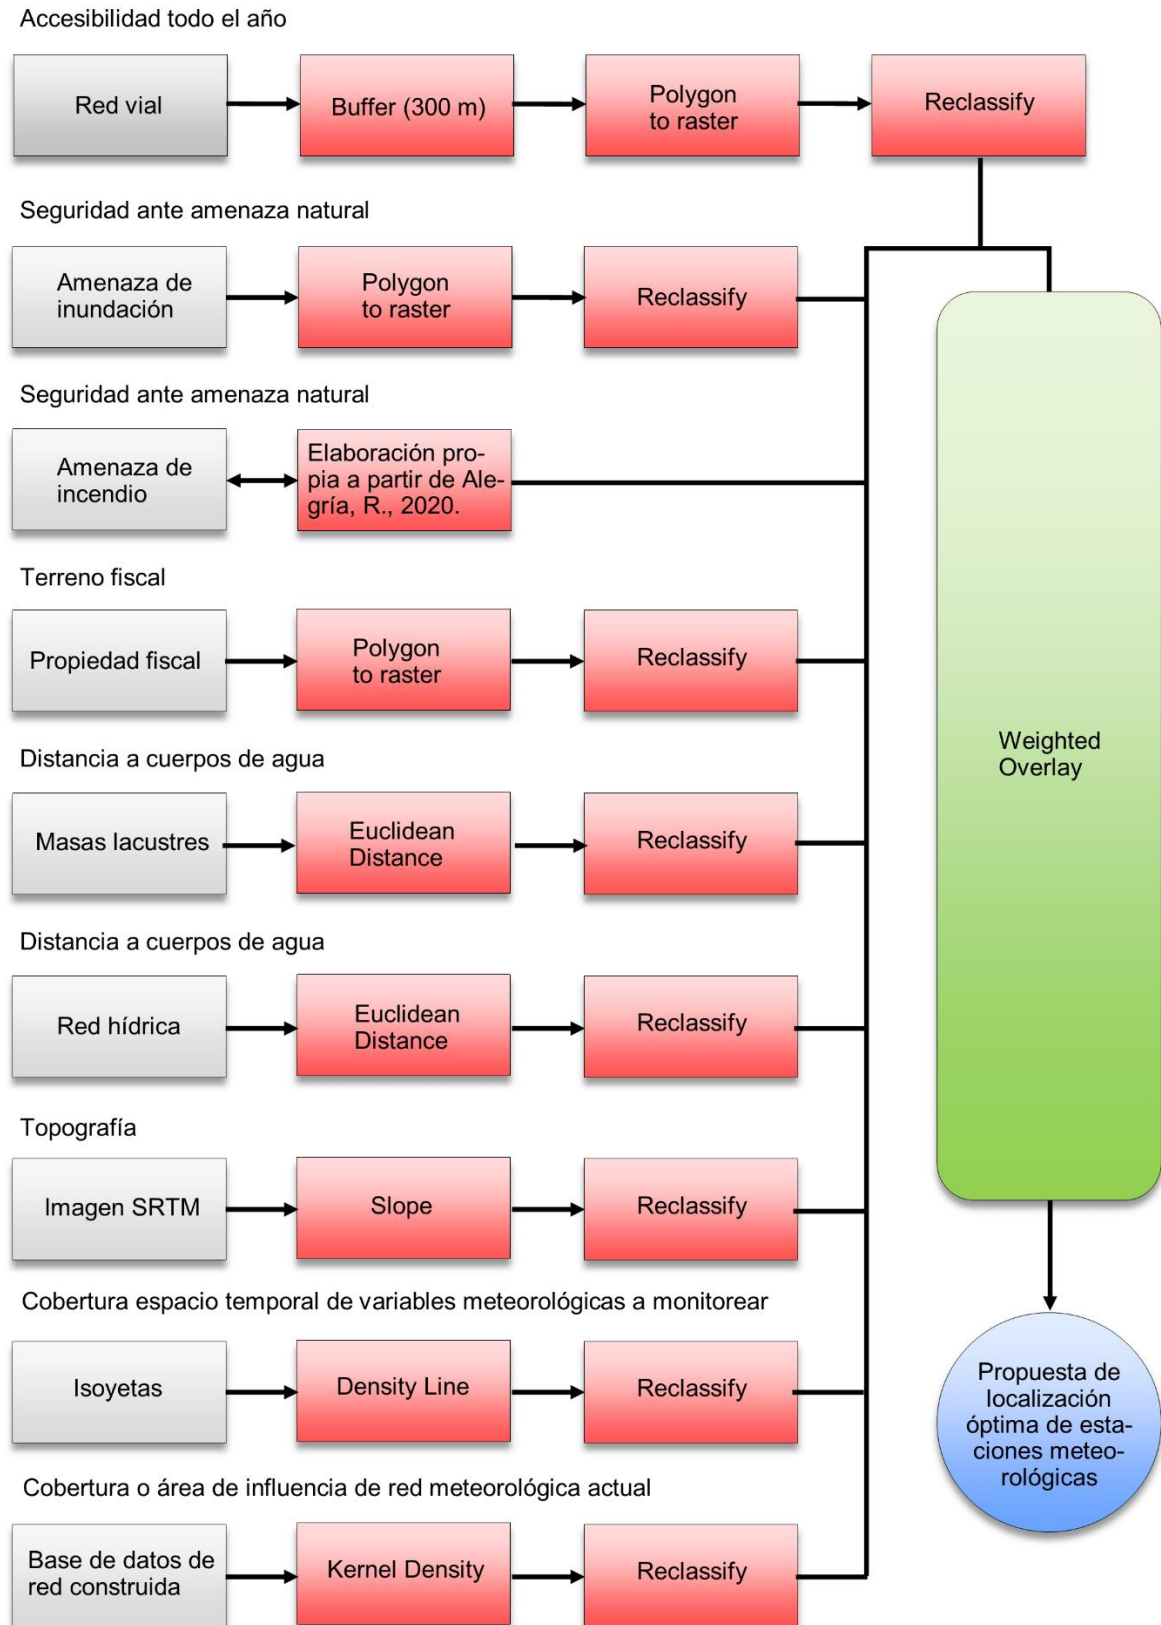 Accesibilidad todo el año
Red vial
Buffer (300 m)
Polygon
to raster
Reclassify
Seguridad ante amenaza natural
Amenaza de
inundación
Polygon
to raster
Reclassify
Seguridad ante amenaza natural
Amenaza de
incendio
Elaboración pro-
pia a partir de Ale-
gría, R., 2020.
Terreno fiscal
Propiedad fiscal
Polygon
to raster
Reclassify
Distancia a cuerpos de agua
Masas lacustres
Euclidean
Distance
Reclassify
Distancia a cuerpos de agua
Red hídrica
Euclidean
Distance
Reclassify
Topografía
Imagen SRTM
Slope
Reclassify
Cobertura espacio temporal de variables meteorológicas a monitorear
Isoyetas
Density Line
Reclassify
Cobertura o área de influencia de red meteorológica actual
Base de datos de
red construida
Kernel Density
Reclassify
Weighted
Overlay
Propuesta de
localización
óptima de esta-
ciones meteo-
rológicas